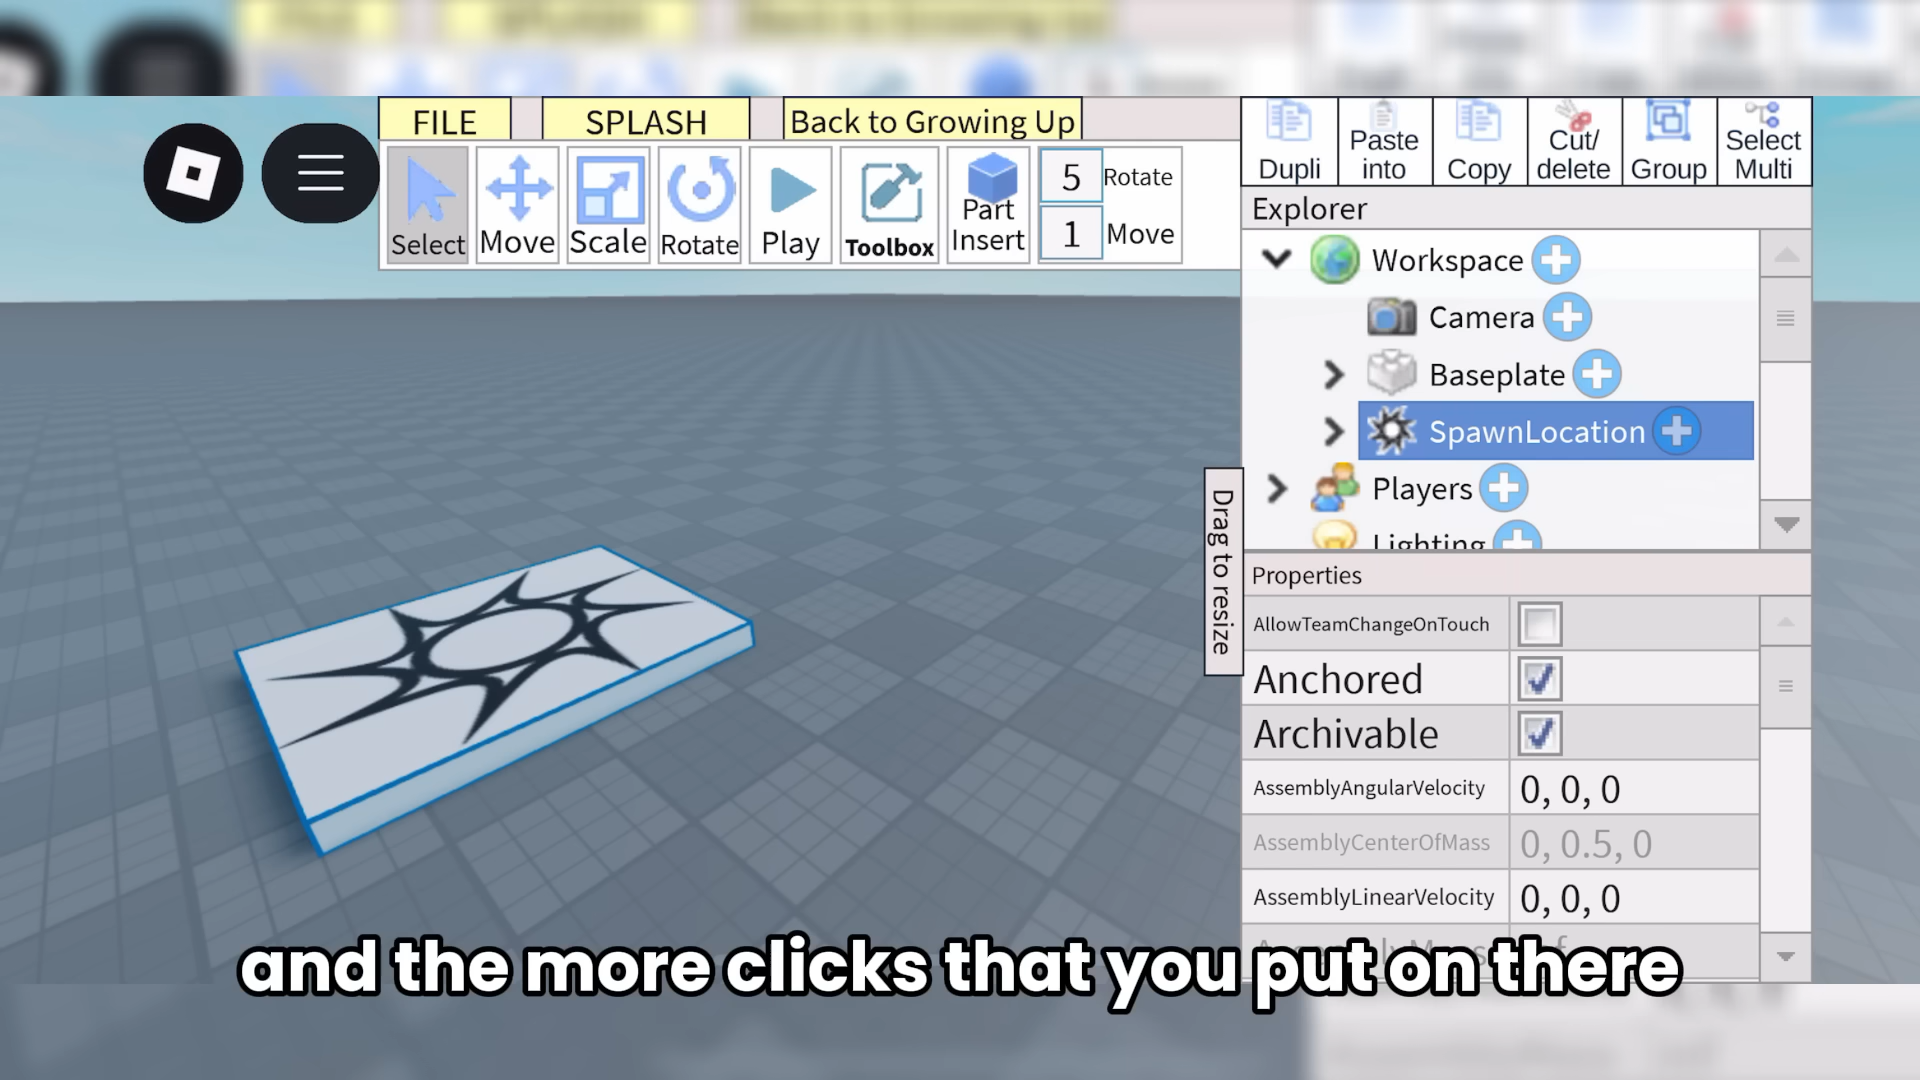 FILE
SPLASH
Back to Growing Up
Select
Move
Scale
Rotate
Play
Toolbox
Part
Insert
5 Rotate
1 Move
Dupli
Paste
into
Copy
Cut/
delete
Group
Select
Multi
Explorer
Workspace
Camera
Baseplate
SpawnLocation
Players
Lighting
Drag to resize
Properties
AllowTeamChangeOnTouch
Anchored
Archivable
AssemblyAngularVelocity 0, 0, 0
AssemblyCenterOfMass 0, 0.5, 0
AssemblyLinearVelocity 0, 0, 0
and the more clicks that you put on there